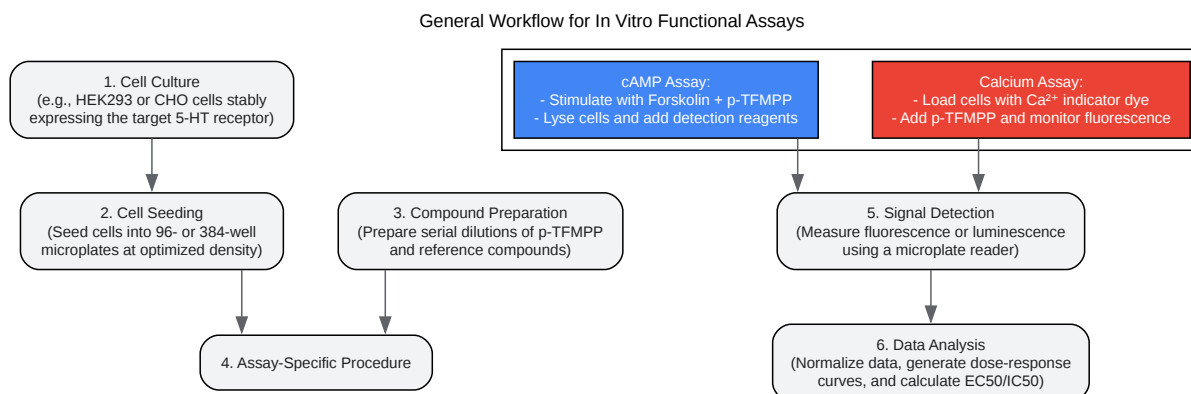 General Workflow for In Vitro Functional Assays
1. Cell Culture
(e.g., HEK293 or CHO cells stably
expressing the target 5-HT receptor)
cAMP Assay:
- Stimulate with Forskolin + p-TFMPP
- Lyse cells and add detection reagents
Calcium Assay:
- Load cells with Ca²⁺ indicator dye
- Add p-TFMPP and monitor fluorescence
2. Cell Seeding
(Seed cells into 96- or 384-well
microplates at optimized density)
3. Compound Preparation
(Prepare serial dilutions of p-TFMPP
and reference compounds)
5. Signal Detection
(Measure fluorescence or luminescence
using a microplate reader)
4. Assay-Specific Procedure
6. Data Analysis
(Normalize data, generate dose-response
curves, and calculate EC50/IC50)